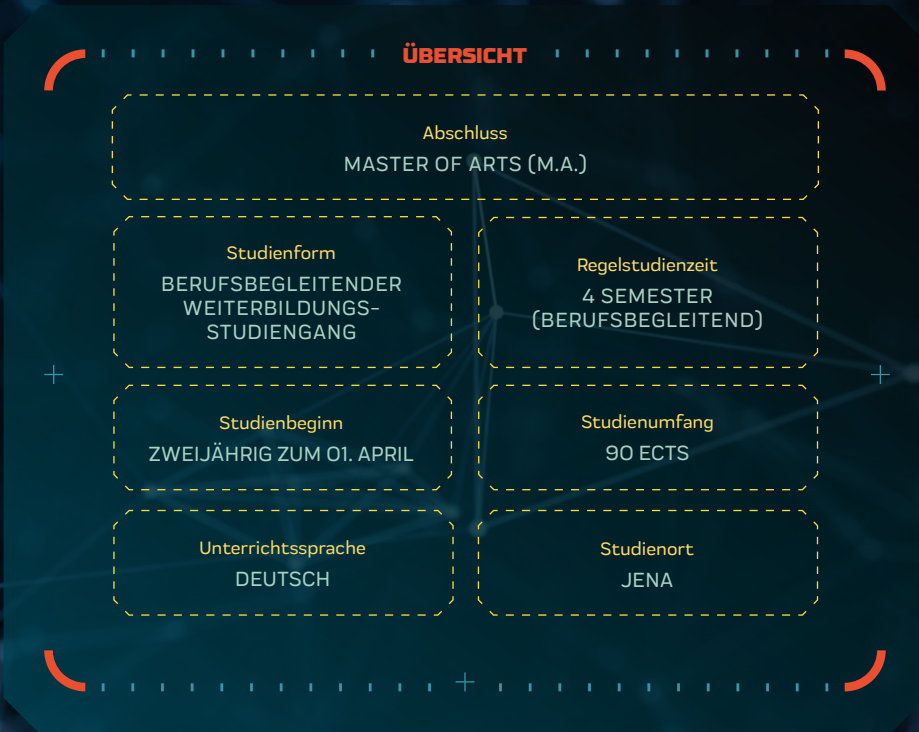 ÜBERSICHT
Abschluss
MASTER OF ARTS (M.A.)
Studienform
BERUFSBEGLEITENDER
WEITERBILDUNGS-
STUDIENGANG
Regelstudienzeit
4 SEMESTER
(BERUFSBEGLEITEND)
Studienbeginn
ZWEIJÄHRIG ZUM 01. APRIL
Studienumfang
90 ECTS
Unterrichtssprache
DEUTSCH
Studienort
JENA